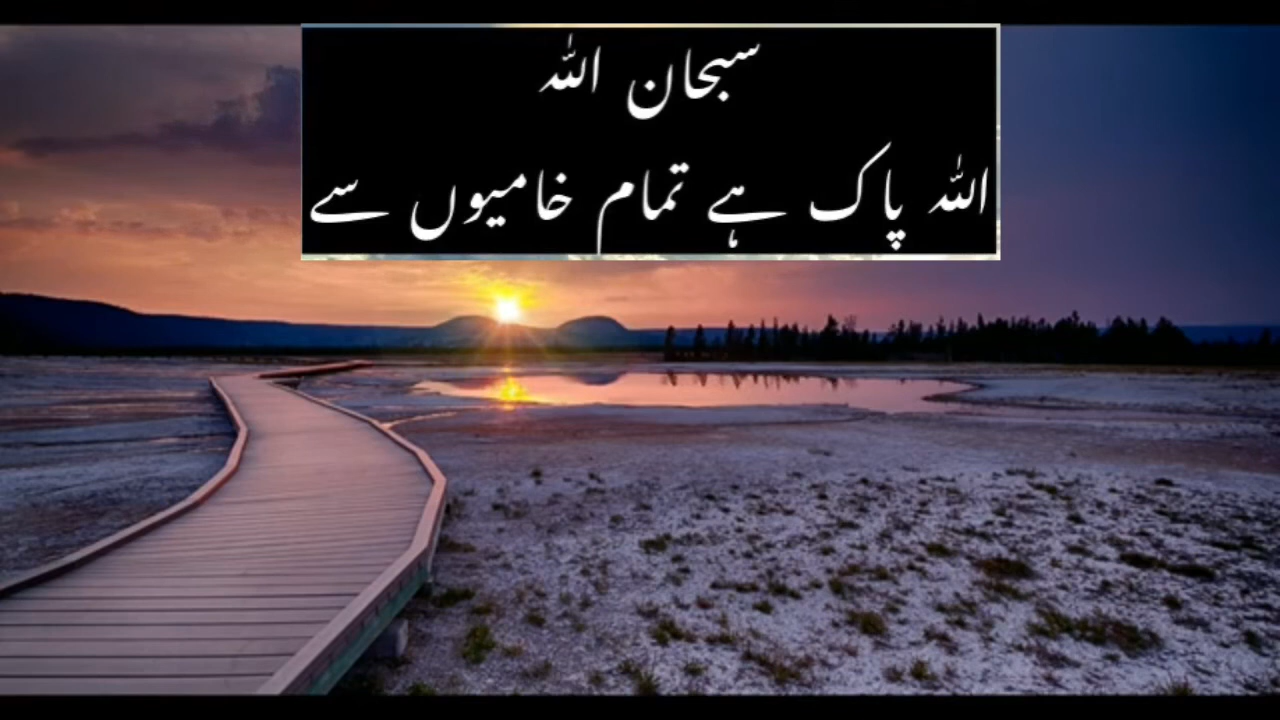 سبحان اللہ
اللہ پاک ہے تمام خامیوں سے